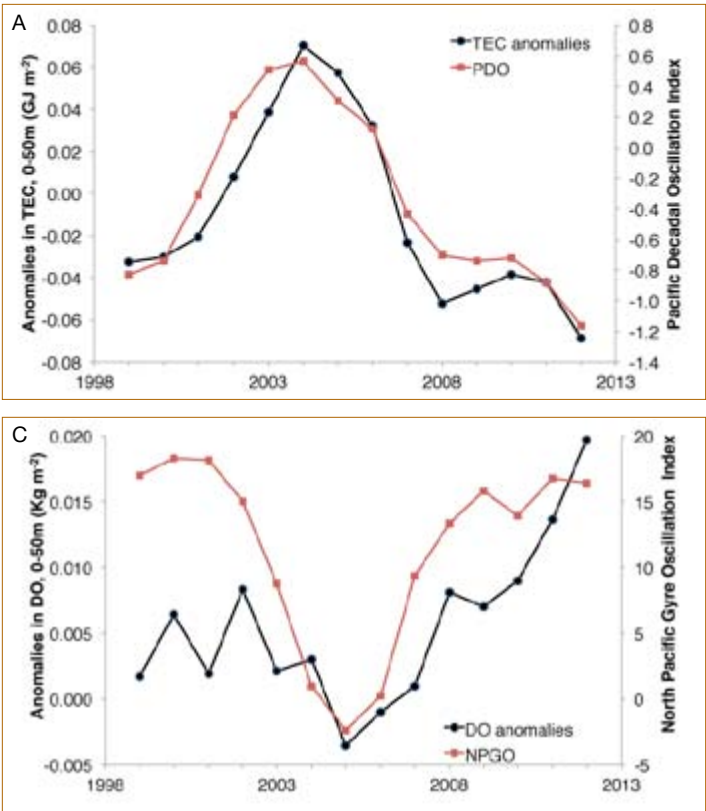 A
Anomalies in TEC, 0-50m (GJ m⁻²)
0.08
0.06
0.04
0.02
0.00
-0.02
-0.04
-0.06
-0.08
TEC anomalies
PDO
0.8
0.6
0.4
0.2
0.0
-0.2
-0.4
-0.6
-0.8
-1.0
-1.2
-1.4
Pacific Decadal Oscillation Index
1998 2003 2008 2013
C
Anomalies in DO, 0-50m (Kg m⁻²)
0.020
0.015
0.010
0.005
0.000
-0.005
20
15
10
5
0
-5
North Pacific Gyre Oscillation Index
DO anomalies
NPGO
1998 2003 2008 2013